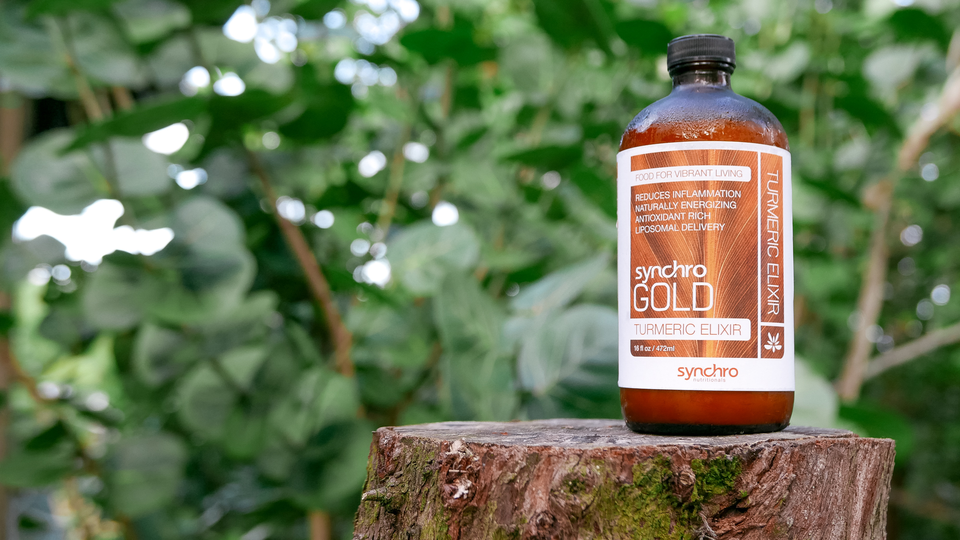 FOOD FOR VIBRANT LIVING
REDUCES INFLAMMATION
NATURALLY ENERGIZING
ANTIOXIDANT RICH
LIPOSOMAL DELIVERY
synchro
GOLD
TURMERIC ELIXIR
16 fl oz / 472ml
TURMERIC ELIXIR
synchro
nutritionals